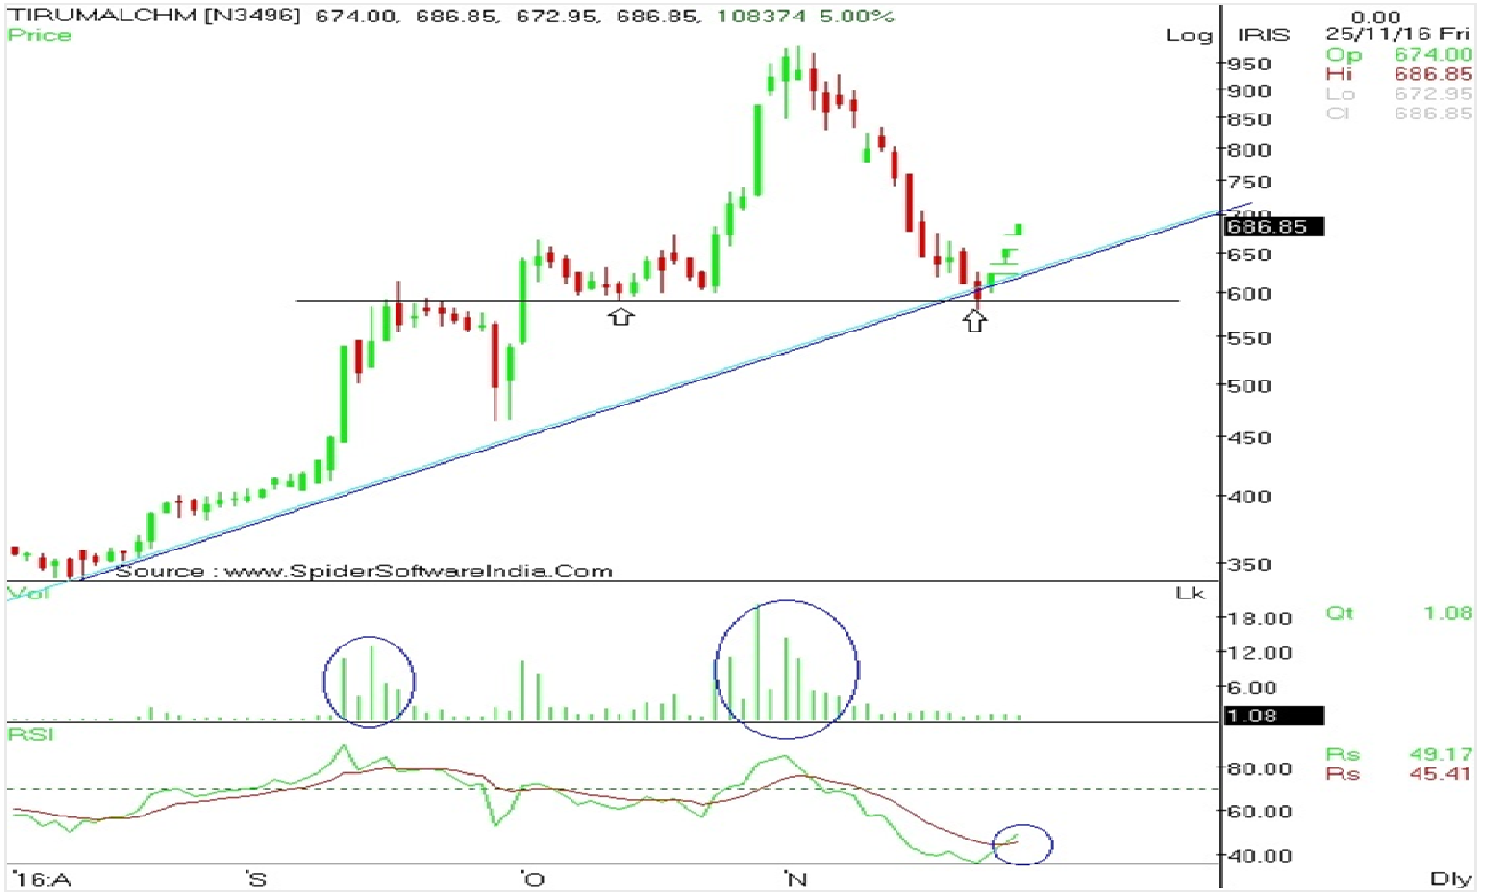 TIRUMALCHM [N3496] 674.00, 686.85, 672.95, 686.85, 108374 5.00%
Price
Log IRIS
0.00
25/11/16 Fri
Op 674.00
Hi 686.85
Lo 672.95
Cl 686.85
950
900
850
800
750
700
686.85
650
600
550
500
450
400
350
Source : www.SpiderSoftwareIndia.Com
Vol
Lk
18.00
12.00
6.00
1.08
Qt 1.08
RSI
80.00
60.00
40.00
Rs 49.17
Rs 45.41
'16:A 'S 'O 'N Dly